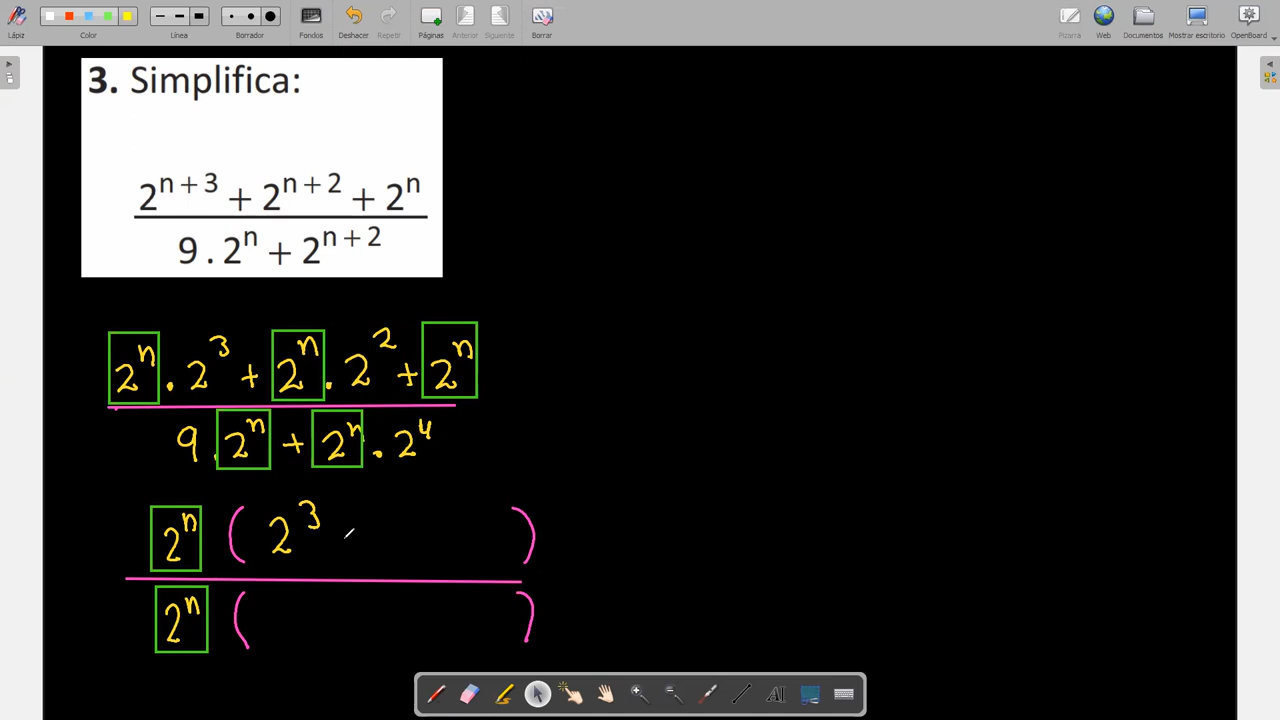 Lápiz Color Línea Borrador Fondos Deshacer Repetir Páginas Anterior Siguiente Borrar Pizarra Web Documentos Mostrar escritorio OpenBoard
3. Simplifica:
2^{n+3} + 2^{n+2} + 2^n
9 . 2^n + 2^{n+2}
2^n . 2^3 + 2^n . 2^2 + 2^n
9 . 2^n + 2^n . 2^4
2^n ( 2^3 )
2^n ( )
AI